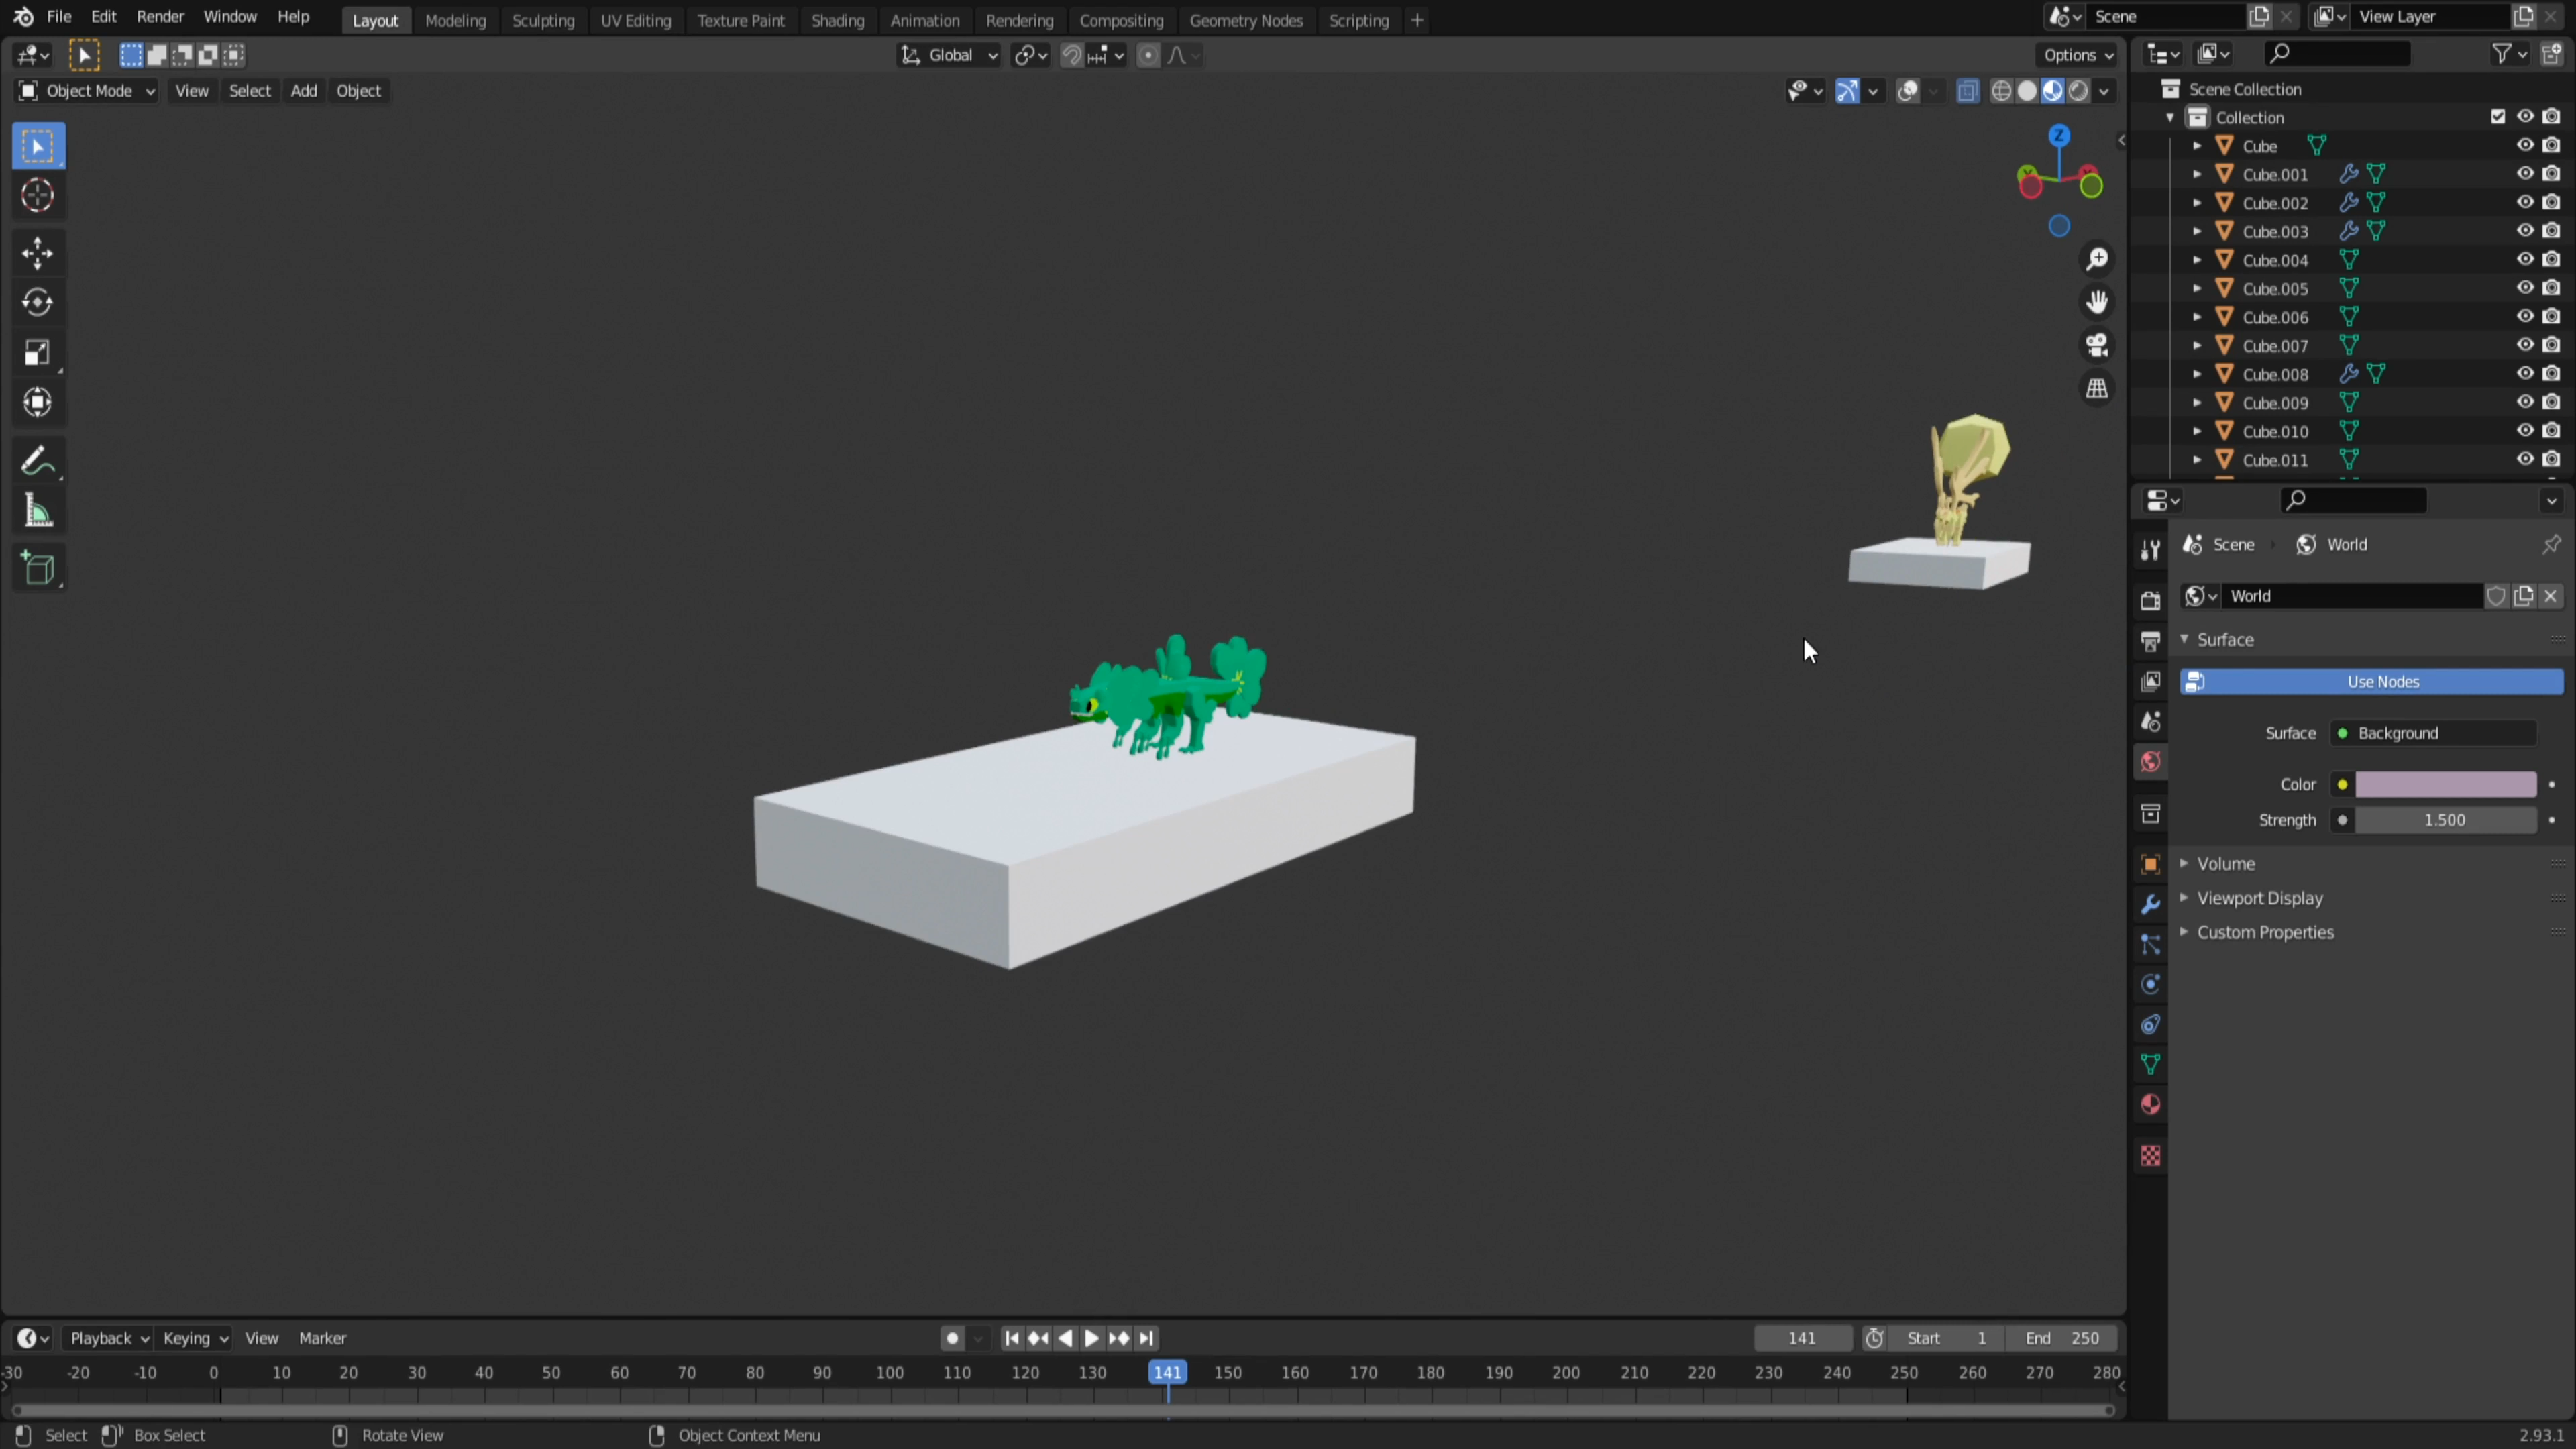 File Edit Render Window Help Layout Modeling Sculpting UV Editing Texture Paint Shading Animation Rendering Compositing Geometry Nodes Scripting + Scene View Layer
Global Options
Object Mode View Select Add Object
Z
Y
Scene Collection
Collection
Cube
Cube.001
Cube.002
Cube.003
Cube.004
Cube.005
Cube.006
Cube.007
Cube.008
Cube.009
Cube.010
Cube.011
Scene World
World
Surface
Use Nodes
Surface Background
Color
Strength 1.500
Volume
Viewport Display
Custom Properties
Playback Keying View Marker 141 Start 1 End 250
-30 -20 -10 0 10 20 30 40 50 60 70 80 90 100 110 120 130 141 150 160 170 180 190 200 210 220 230 240 250 260 270 280
Select Box Select Rotate View Object Context Menu 2.93.1